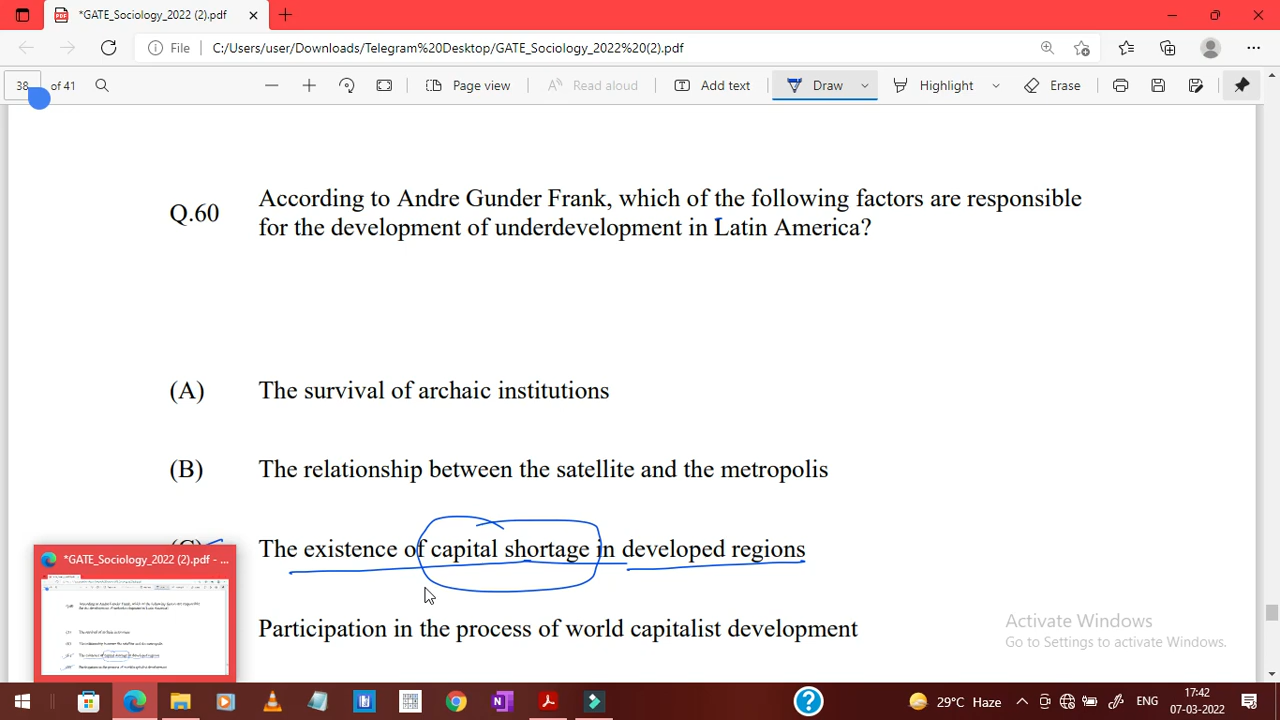 *GATE_Sociology_2022 (2).pdf
File C:/Users/user/Downloads/Telegram%20Desktop/GATE_Sociology_2022%20(2).pdf
38 of 41 Page view Read aloud Add text Draw Highlight Erase
Q.60 According to Andre Gunder Frank, which of the following factors are responsible
for the development of underdevelopment in Latin America?
(A) The survival of archaic institutions
(B) The relationship between the satellite and the metropolis
(C) The existence of capital shortage in developed regions
*GATE_Sociology_2022 (2).pdf - ...
Participation in the process of world capitalist development
Activate Windows
Go to Settings to activate Windows.
29°C Haze ENG 17:42
07-03-2022